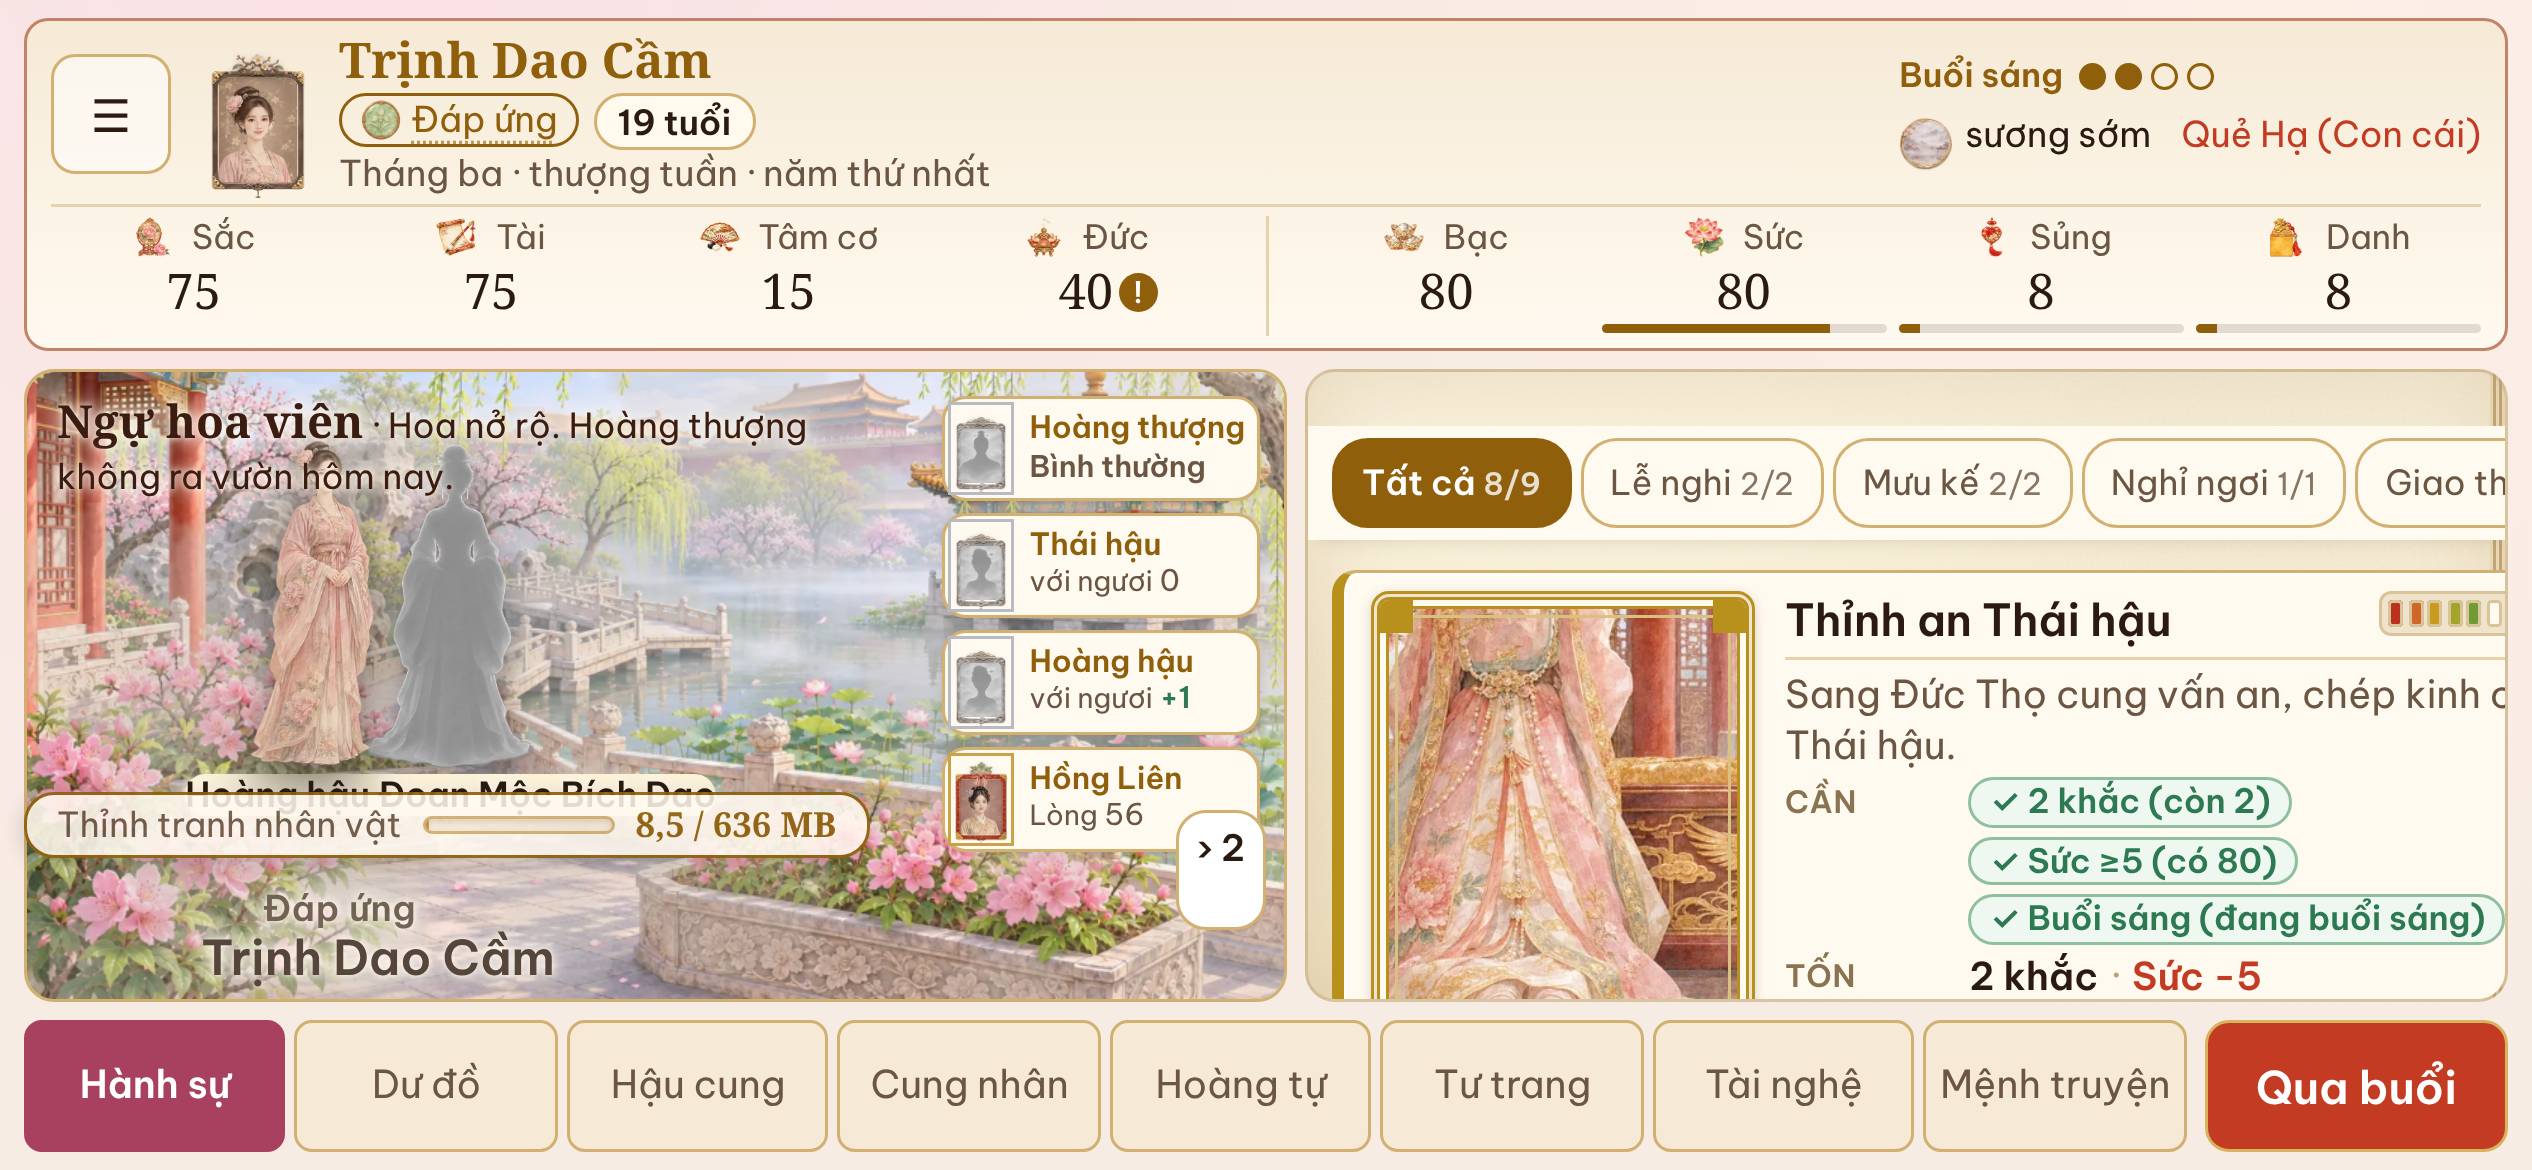 ☰
Trịnh Dao Cầm
Đáp ứng
19 tuổi
Tháng ba · thượng tuần · năm thứ nhất
Buổi sáng
sương sớm Quẻ Hạ (Con cái)
Sắc
75
Tài
75
Tâm cơ
15
Đức
40 !
Bạc
80
Sức
80
Sủng
8
Danh
8
Ngự hoa viên · Hoa nở rộ. Hoàng thượng
không ra vườn hôm nay.
Hoàng thượng
Bình thường
Thái hậu
với ngươi 0
Hoàng hậu
với ngươi +1
Hồng Liên
Lòng 56
› 2
Hoàng hậu Đoan Mộc Bích Dao
Thỉnh tranh nhân vật 8,5 / 636 MB
Đáp ứng
Trịnh Dao Cầm
Tất cả 8/9
Lễ nghi 2/2
Mưu kế 2/2
Nghỉ ngơi 1/1
Giao th
Thỉnh an Thái hậu
Sang Đức Thọ cung vấn an, chép kinh c
Thái hậu.
CẦN
✓ 2 khắc (còn 2)
✓ Sức ≥5 (có 80)
✓ Buổi sáng (đang buổi sáng)
TỐN
2 khắc · Sức −5
Hành sự
Dư đồ
Hậu cung
Cung nhân
Hoàng tự
Tư trang
Tài nghệ
Mệnh truyện
Qua buổi